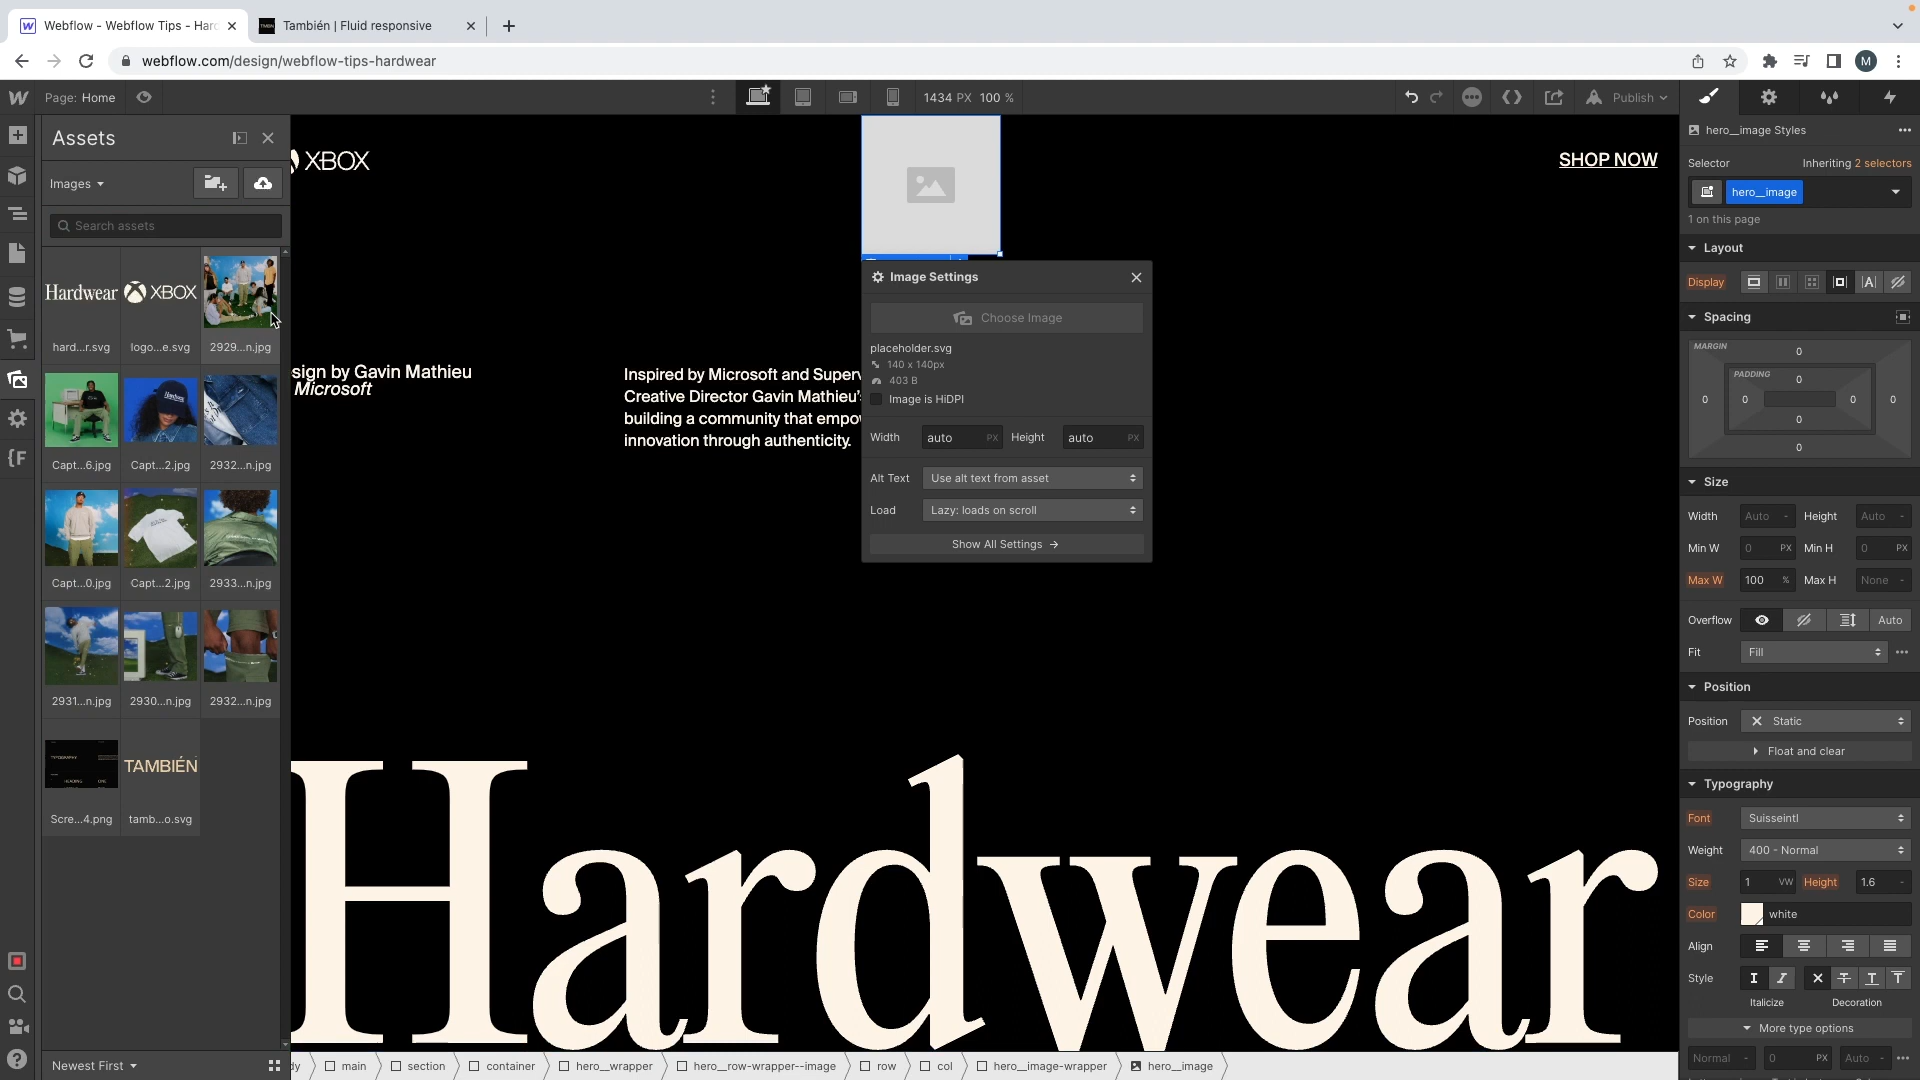 Webflow - Webflow Tips - Hard
También | Fluid responsive
webflow.com/design/webflow-tips-hardwear
M
Page: Home
1434 PX 100 %
Publish
Assets
Images
Search assets
Hardwear
XBOX
hard...r.svg
logo...e.svg
2929...n.jpg
Capt...6.jpg
Capt...2.jpg
2932...n.jpg
Capt...0.jpg
Capt...2.jpg
2933...n.jpg
2931...n.jpg
2930...n.jpg
2932...n.jpg
TAMBIÉN
Scre...4.png
tamb...o.svg
Newest First
XBOX
SHOP NOW
sign by Gavin Mathieu
Microsoft
Inspired by Microsoft and Superv
Creative Director Gavin Mathieu's
building a community that empow
innovation through authenticity.
Image Settings
Choose Image
placeholder.svg
140 x 140px
403 B
Image is HiDPI
Width auto PX Height auto PX
Alt Text Use alt text from asset
Load Lazy: loads on scroll
Show All Settings
Hardwear
dy main section container hero__wrapper hero__row-wrapper--image row col hero__image-wrapper hero__image
hero__image Styles
Selector Inheriting 2 selectors
hero__image
1 on this page
Layout
Display
Spacing
MARGIN
0
PADDING
0
0 0 0 0
0
0
Size
Width Auto - Height Auto -
Min W 0 PX Min H 0 PX
Max W 100 % Max H None -
Overflow Auto
Fit Fill
Position
Position Static
Float and clear
Typography
Font Suisseintl
Weight 400 - Normal
Size 1 VW Height 1.6 -
Color white
Align
Style
Italicize Decoration
More type options
Normal - 0 PX Auto -